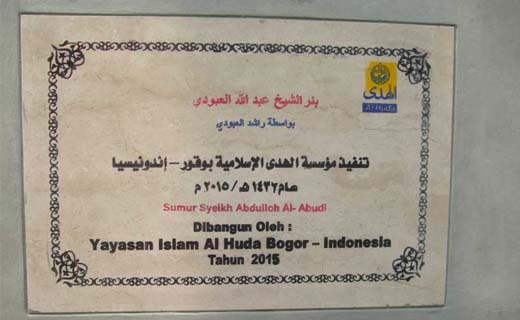 الهدى
Al-Huda
بئر الشيخ عبد الله العبودي
بواسطة راشد العبودي
تنفيذ مؤسسة الهدى الإسلامية بوقور - إندونيسيا
عام ١٤٣٦ هـ / ٢٠١٥ م
Sumur Syeikh Abdulloh Al- Abudi
Dibangun Oleh :
Yayasan Islam Al Huda Bogor – Indonesia
Tahun 2015